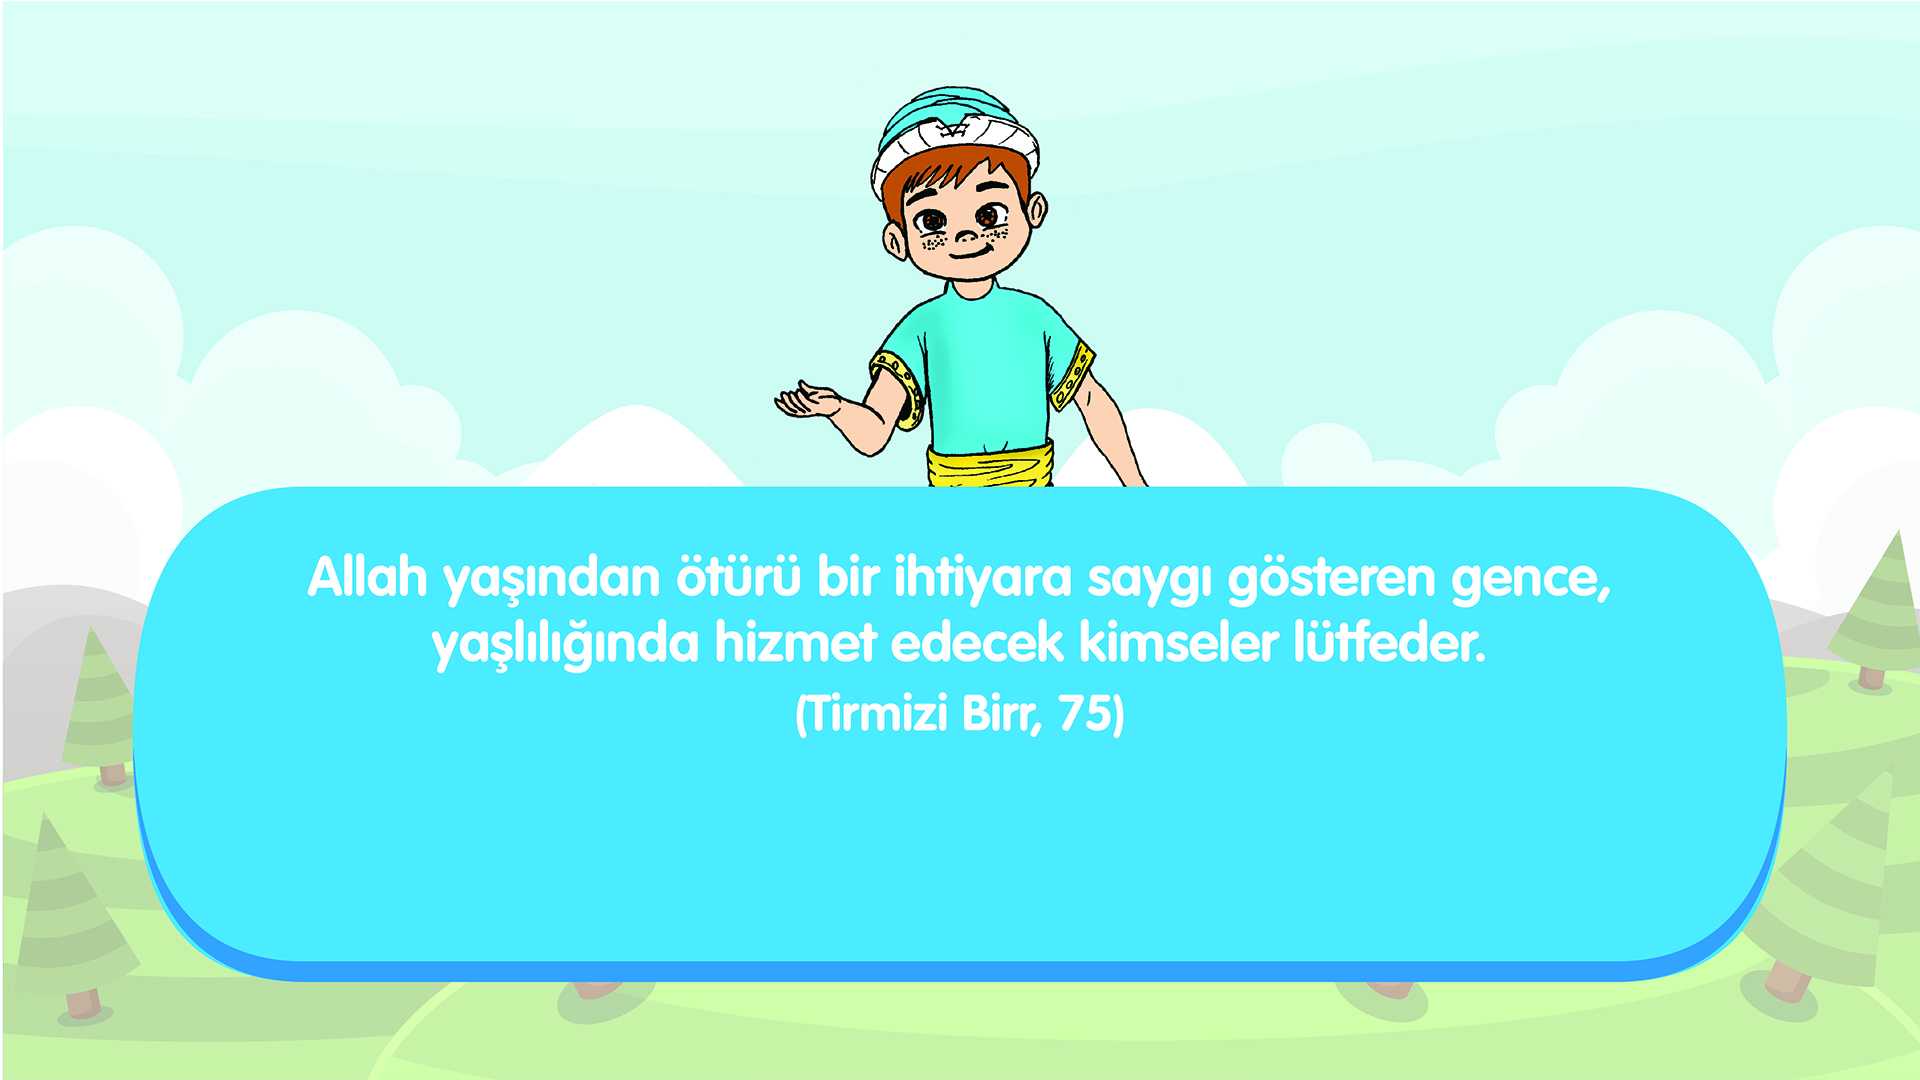 Allah yaşından ötürü bir ihtiyara saygı gösteren gence,
yaşlılığında hizmet edecek kimseler lütfeder.
(Tirmizi Birr, 75)